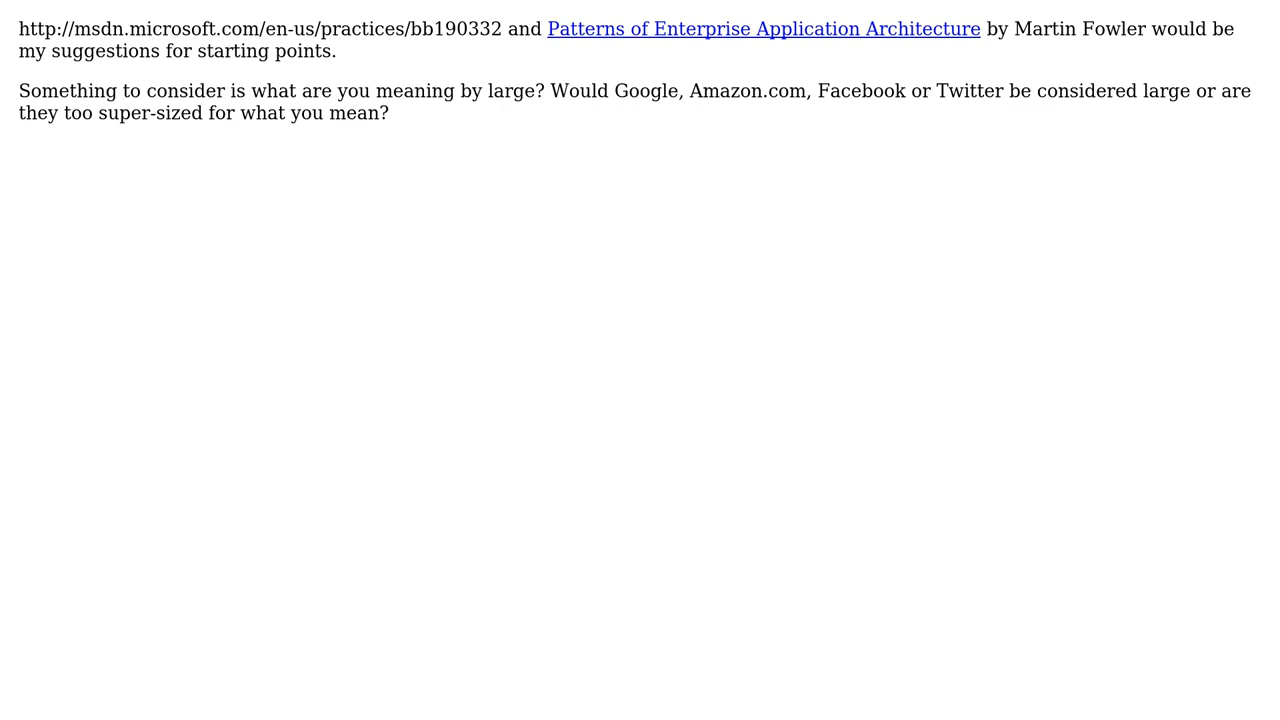 http://msdn.microsoft.com/en-us/practices/bb190332 and Patterns of Enterprise Application Architecture by Martin Fowler would be
my suggestions for starting points.
Something to consider is what are you meaning by large? Would Google, Amazon.com, Facebook or Twitter be considered large or are
they too super-sized for what you mean?